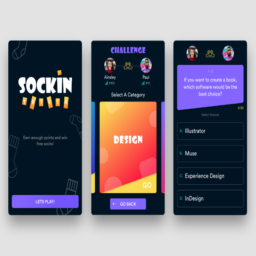 SOCKIN
Earn enough points and win
free socks!
LET'S PLAY!
CHALLENGE
Ainsley
Paul
Select A Category
DESIGN
GO
GO BACK
If you want to create a book,
which software would be the
best choice?
Illustrator
Muse
Experience Design
InDesign